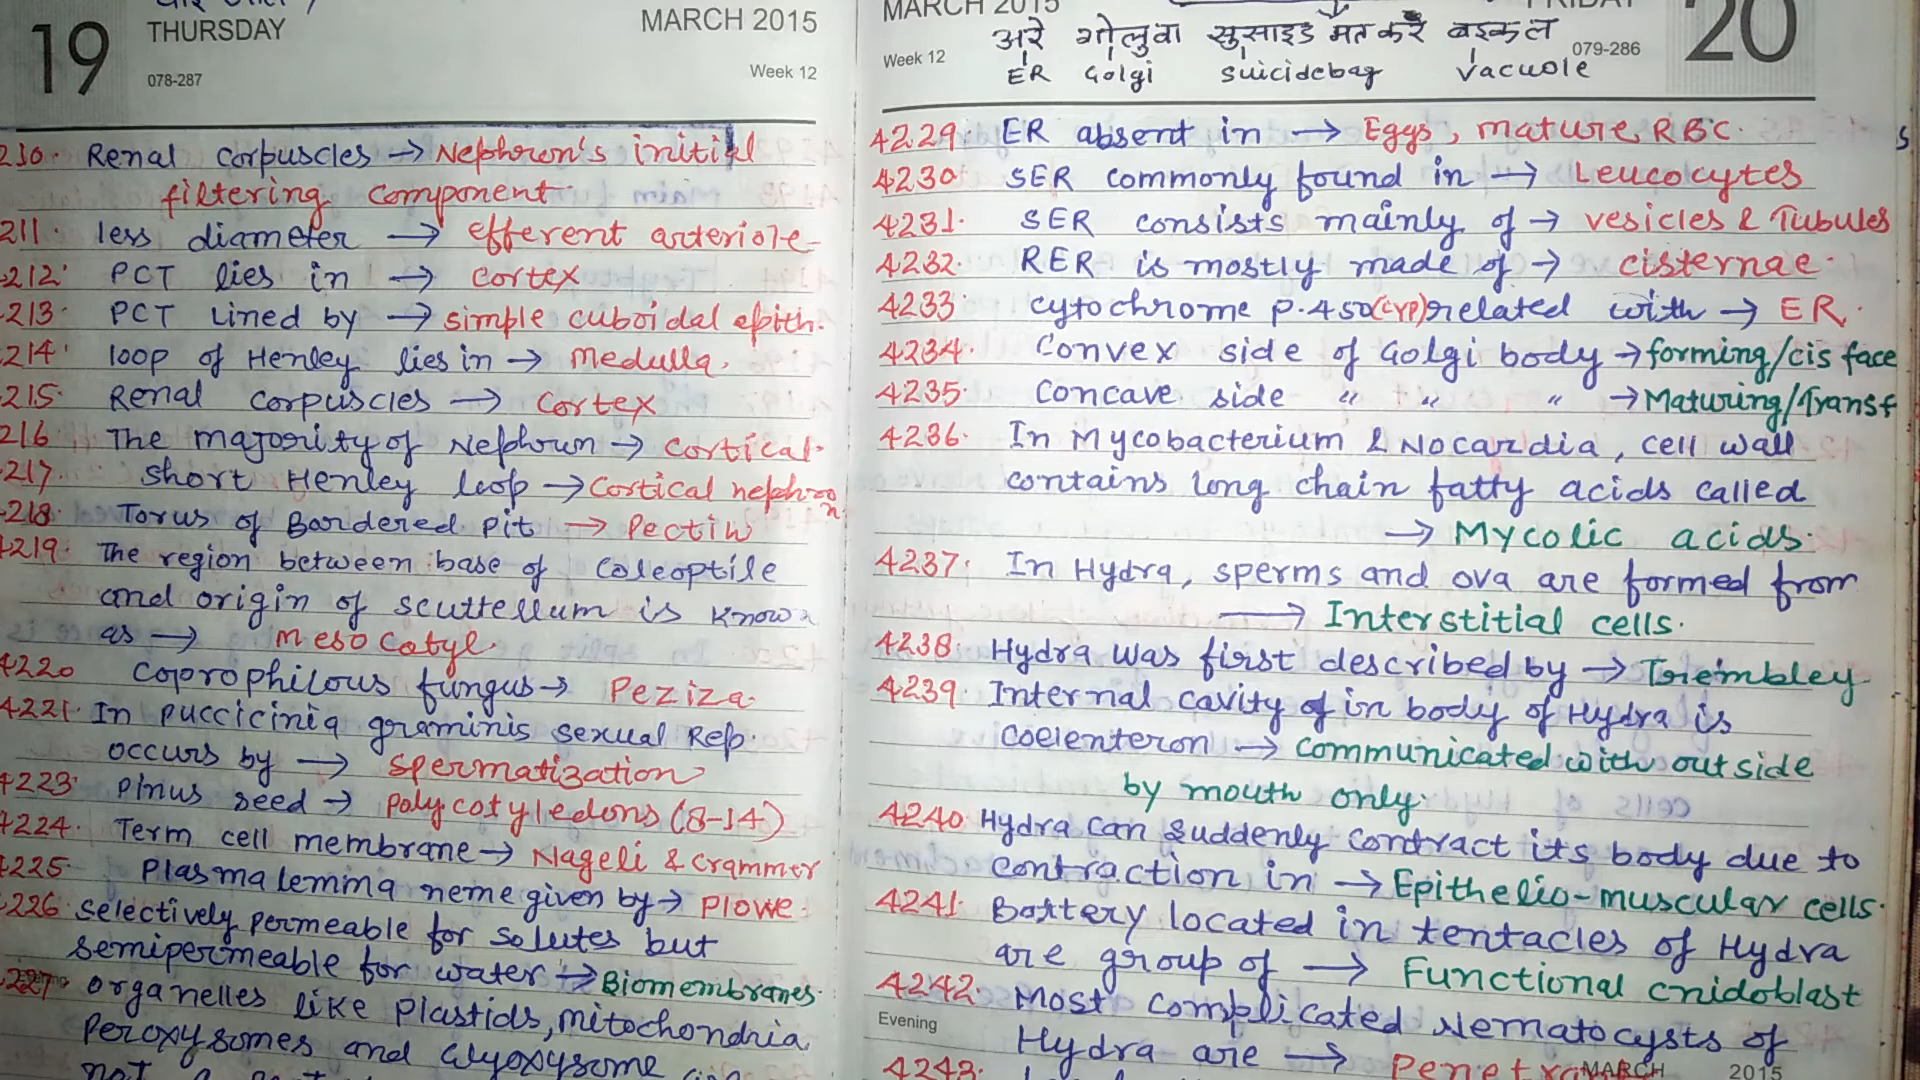 19
THURSDAY
MARCH 2015
078-287
Week 12
230. Renal Corpuscles → Nephron's initial
filtering component.
211. less diameter → efferent arteriole
212. PCT lies in → cortex
213. PCT Lined by → simple cuboidal epith.
214. loop of Henley lies in → Medulla.
215. Renal corpuscles → Cortex
216 The majority of Nephrun → Cortical.
217. Short Henley loop → Cortical nephron
218. Torus of Bordered Pit → Pectin
4219. The region between base of Coleoptile
and origin of scuttellum is known
as → Mesocotyl.
4220 Coprophilous fungus → Peziza.
4221. In puccicinia graminis sexual Rep.
occurs by → Spermatization
4223. Pinus seed → polycotyledons (8-14)
4224. Term cell membrane → Nageli & crammer
4225. Plasmalemma neme given by → Plowe.
226. Selectively permeable for solutes but
semipermeable for water → Biomembranes.
227. organelles like Plastids, mitochondria
Peroxysomes and Glyoxysome
not a
MARCH 2015
FRIDAY
20
Week 12
079-286
अरे गोलुवा सुसाइड मत करे बइकल
ER Golgi suicidebag vacuole
4229. ER absent in → Eggs, mature RBC.
4230. SER commonly found in → Leucocytes
4231. SER consists mainly of → vesicles & Tubules
4232. RER is mostly made of → cisternae.
4233. Cytochrome P.450(CYP) related with → ER.
4234. Convex side of Golgi body → forming/cis face
4235. Concave side " " " → Maturing/Transf
4236. In Mycobacterium & Nocardia, cell wall
contains long chain fatty acids called
→ Mycolic acids.
4237. In Hydra, sperms and ova are formed from
→ Interstitial cells.
4238. Hydra was first described by → Trembley
4239. Internal cavity of in body of Hydra is
Coelenteron → communicated with outside
by mouth only.
4240 Hydra can suddenly contract its body due to
contraction in → Epithelio-muscular cells.
4241. Battery located in tentacles of Hydra
are group of → Functional cnidoblast
4242. Most complicated Nematocysts of
Evening
Hydra are →
4243.
MARCH 2015